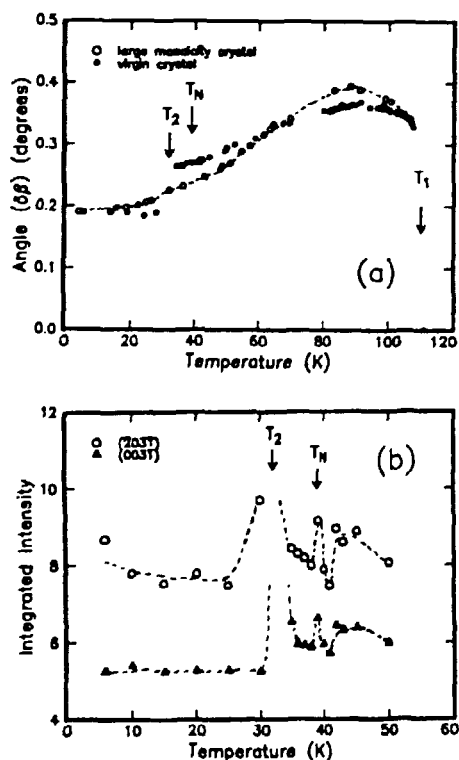 0.5
0.4
0.3
0.2
0.1
0.0
Angle (δβ) (degrees)
large mosaicity crystal
virgin crystal
T2
TN
T1
(a)
0 20 40 60 80 100 120
Temperature (K)
12
10
8
6
4
Integrated Intensity
T2
TN
(b)
0 10 20 30 40 50 60
Temperature (K)